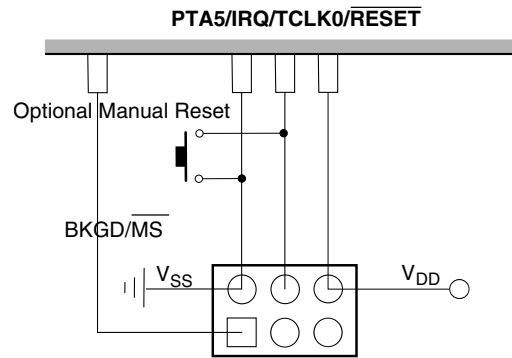 PTA5/IRQ/TCLK0/RESET
Optional Manual Reset
BKGD/MS
VSS
VDD